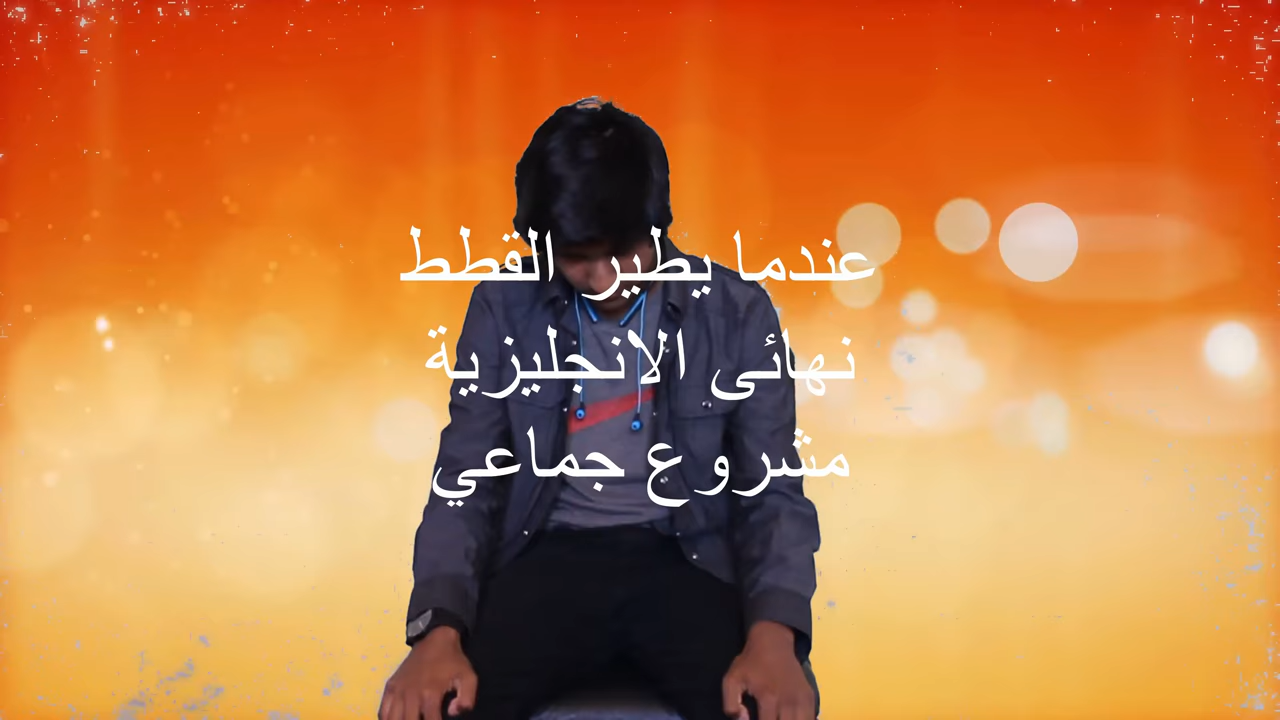 عندما يطير القطط
نهائى الانجليزية
مشروع جماعي